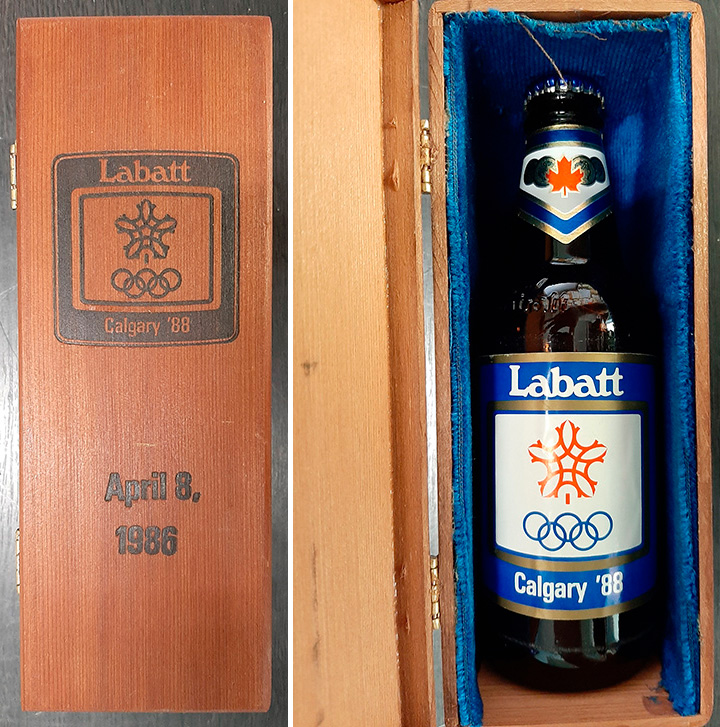 Labatt
Calgary '88
April 8,
1986
Labatt
Calgary '88